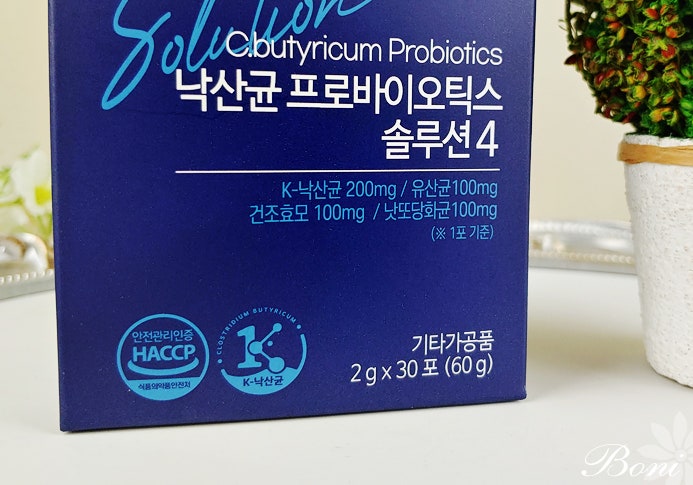 Solution
C.butyricum Probiotics
낙산균 프로바이오틱스
솔루션 4
K-낙산균 200mg / 유산균100mg
건조효모 100mg / 낫또당화균100mg
(※ 1포 기준)
안전관리인증
HACCP
식품의약품안전처
CLOSTRIDIUM BUTYRICUM
K
K-낙산균
기타가공품
2 g x 30 포 (60 g)
Boni